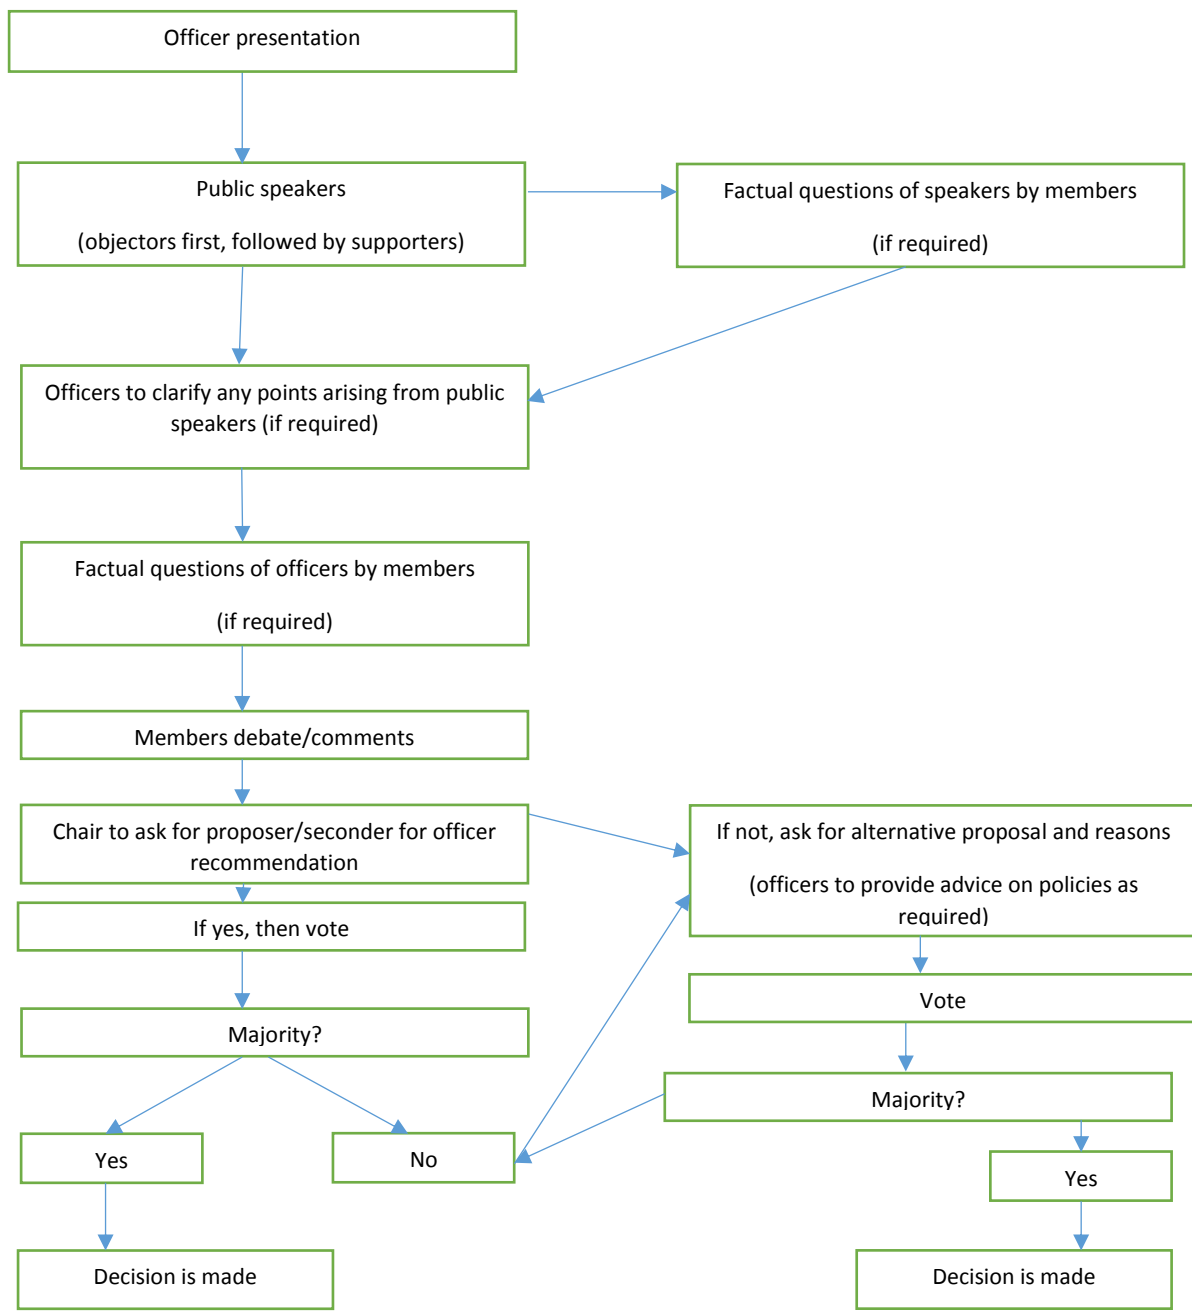 Officer presentation
Public speakers
(objectors first, followed by supporters)
Factual questions of speakers by members
(if required)
Officers to clarify any points arising from public
speakers (if required)
Factual questions of officers by members
(if required)
Members debate/comments
Chair to ask for proposer/seconder for officer
recommendation
If not, ask for alternative proposal and reasons
(officers to provide advice on policies as
required)
If yes, then vote
Vote
Majority?
Majority?
Yes
No
Yes
Decision is made
Decision is made